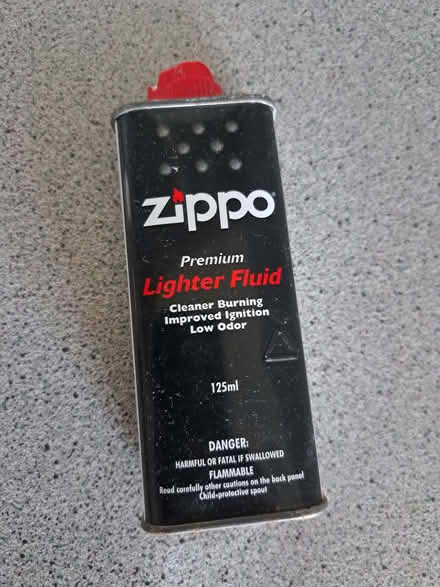 zippo
Premium
Lighter Fluid
Cleaner Burning
Improved Ignition
Low Odor
125ml
DANGER:
HARMFUL OR FATAL IF SWALLOWED
FLAMMABLE
Read carefully other cautions on the back panel
Child-protective spout